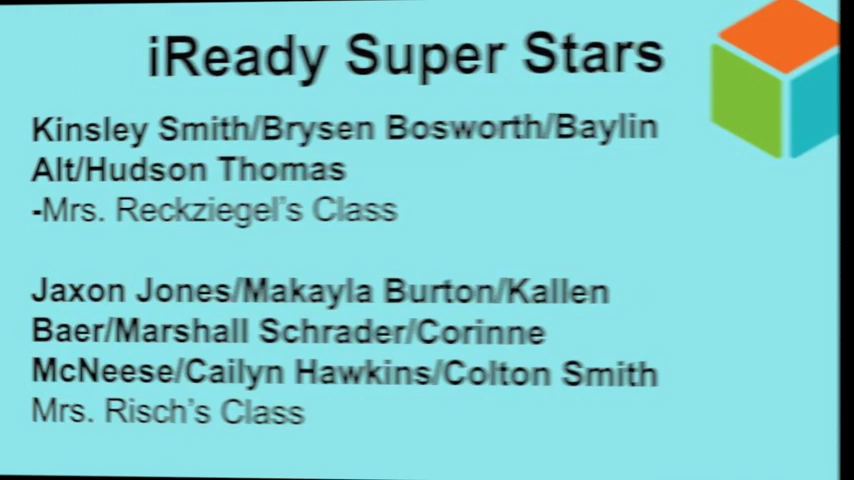 iReady Super Stars
Kinsley Smith/Brysen Bosworth/Baylin
Alt/Hudson Thomas
-Mrs. Reckziegel's Class
Jaxon Jones/Makayla Burton/Kallen
Baer/Marshall Schrader/Corinne
McNeese/Cailyn Hawkins/Colton Smith
Mrs. Risch's Class